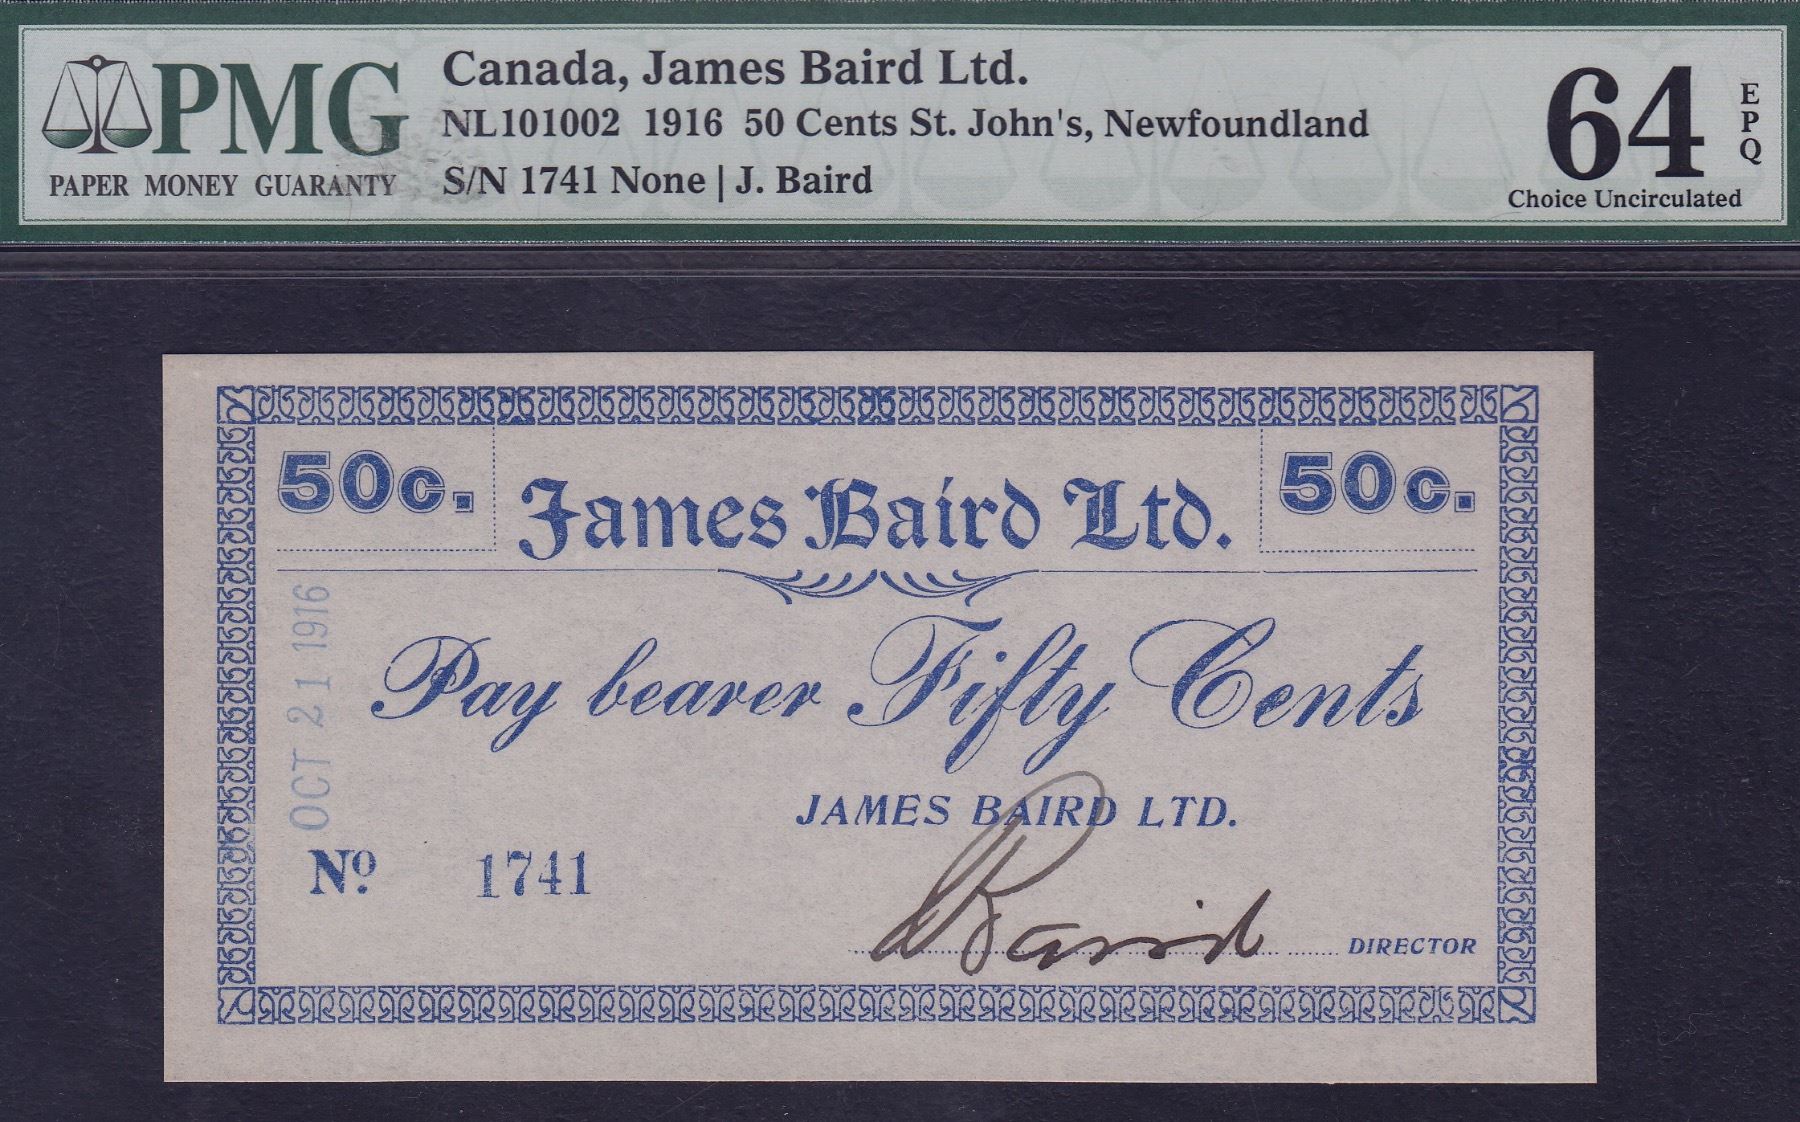 PMG
PAPER MONEY GUARANTY
Canada, James Baird Ltd.
NL101002 1916 50 Cents St. John's, Newfoundland
S/N 1741 None | J. Baird
64
EPQ
Choice Uncirculated
50c.
James Baird Ltd.
50c.
OCT 21 1916
Pay bearer Fifty Cents
JAMES BAIRD LTD.
No. 1741
J Baird
DIRECTOR